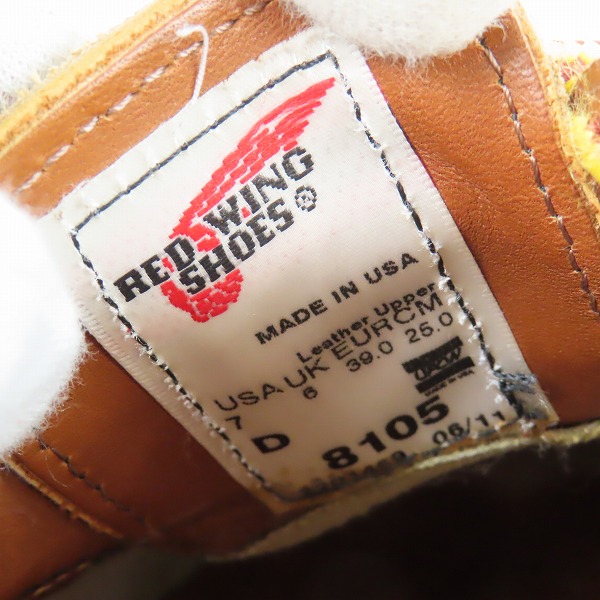 RED WING
SHOES®
MADE IN USA
Leather Upper
USA UK EUR CM
7 6 39.0 25.0
D 8105 06/11